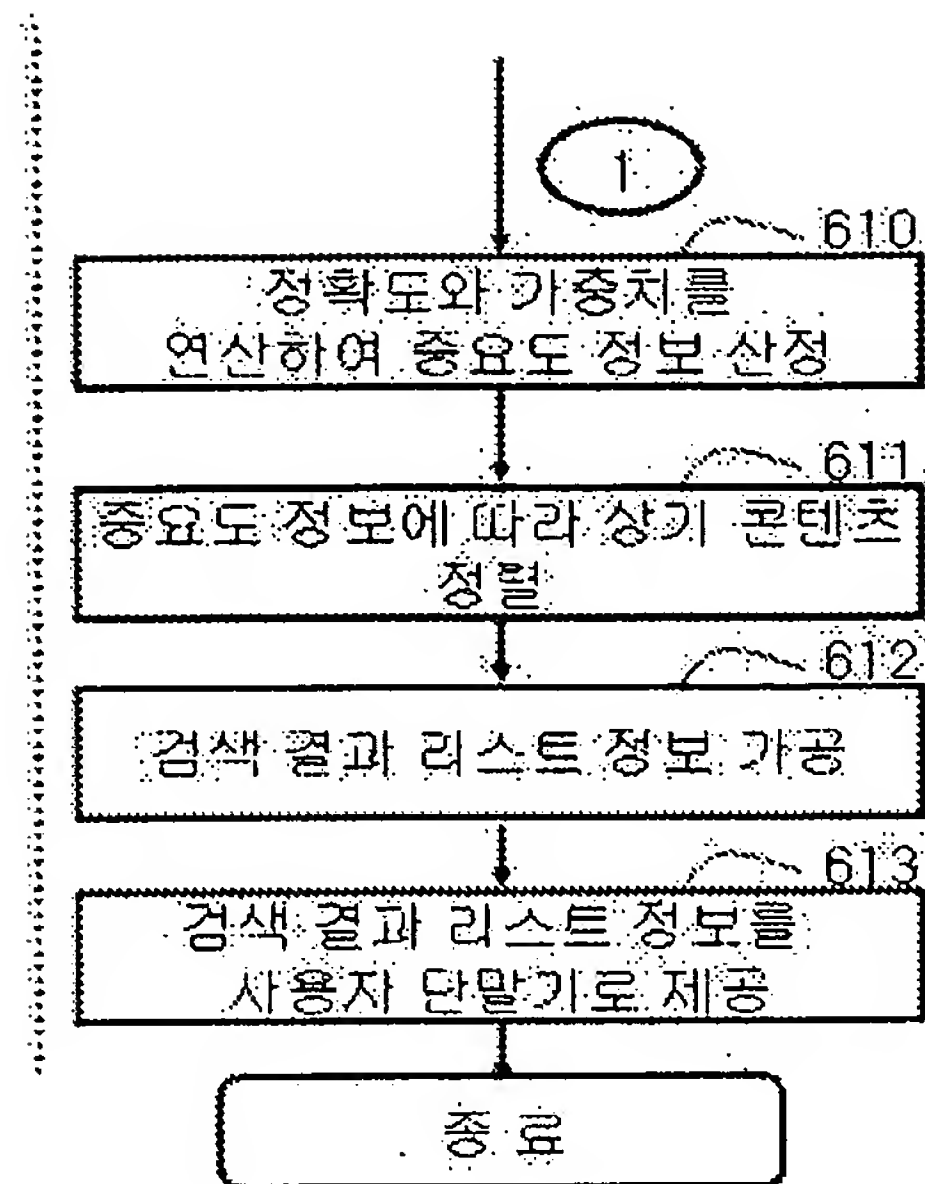 1
610
정확도와 가중치를
연산하여 중요도 정보 산정
611
중요도 정보에 따라 상기 콘텐츠
정렬
612
검색 결과 리스트 정보 가공
613
검색 결과 리스트 정보를
사용자 단말기로 제공
종료